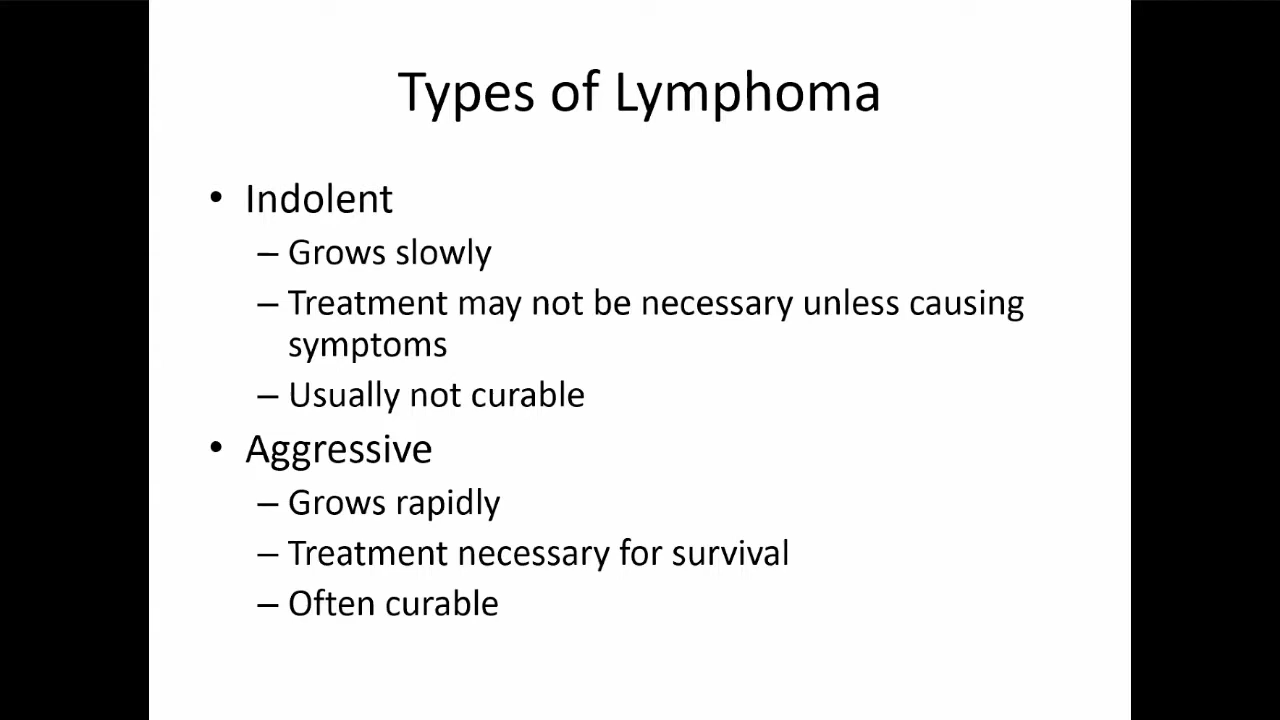 Types of Lymphoma
• Indolent
– Grows slowly
– Treatment may not be necessary unless causing
symptoms
– Usually not curable
• Aggressive
– Grows rapidly
– Treatment necessary for survival
– Often curable